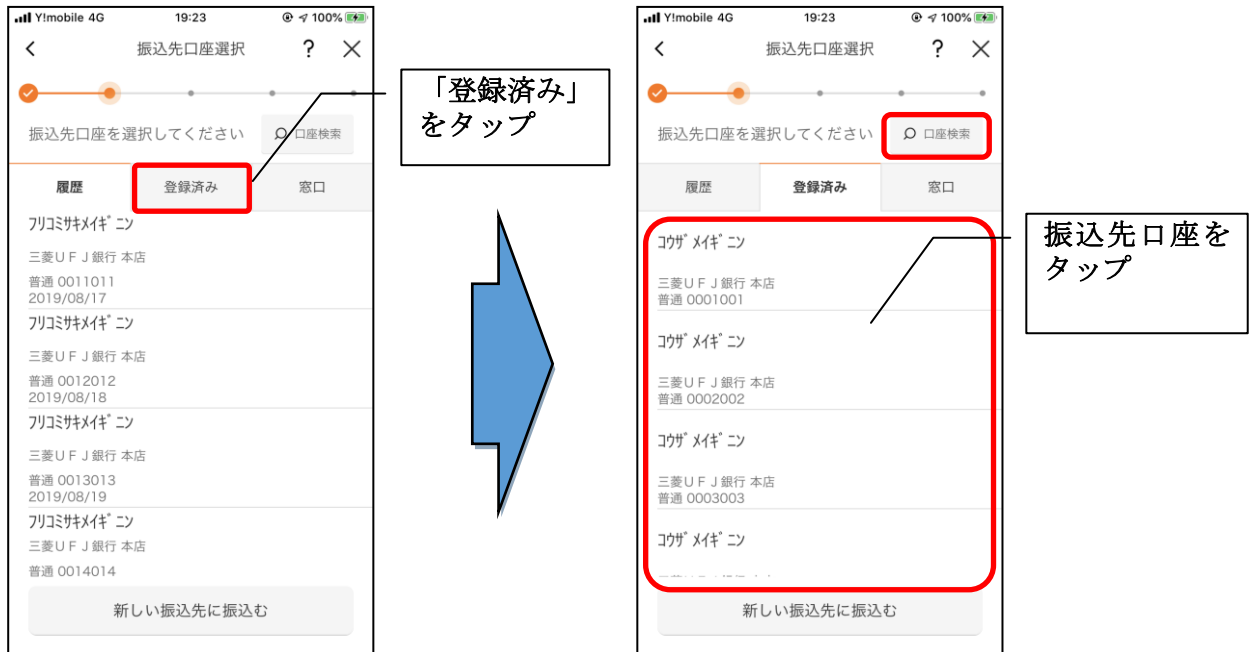 Y!mobile 4G 19:23 100%
振込先口座選択 ?
振込先口座を選択してください 口座検索
履歴 登録済み 窓口
フリコミサキメイギニン
三菱ＵＦＪ銀行 本店
普通 0011011
2019/08/17
フリコミサキメイギニン
三菱ＵＦＪ銀行 本店
普通 0012012
2019/08/18
フリコミサキメイギニン
三菱ＵＦＪ銀行 本店
普通 0013013
2019/08/19
フリコミサキメイギニン
三菱ＵＦＪ銀行 本店
普通 0014014
新しい振込先に振込む
「登録済み」
をタップ
Y!mobile 4G 19:23 100%
振込先口座選択 ?
振込先口座を選択してください 口座検索
履歴 登録済み 窓口
コウザメイギニン
三菱ＵＦＪ銀行 本店
普通 0001001
コウザメイギニン
三菱ＵＦＪ銀行 本店
普通 0002002
コウザメイギニン
三菱ＵＦＪ銀行 本店
普通 0003003
コウザメイギニン
新しい振込先に振込む
振込先口座を
タップ